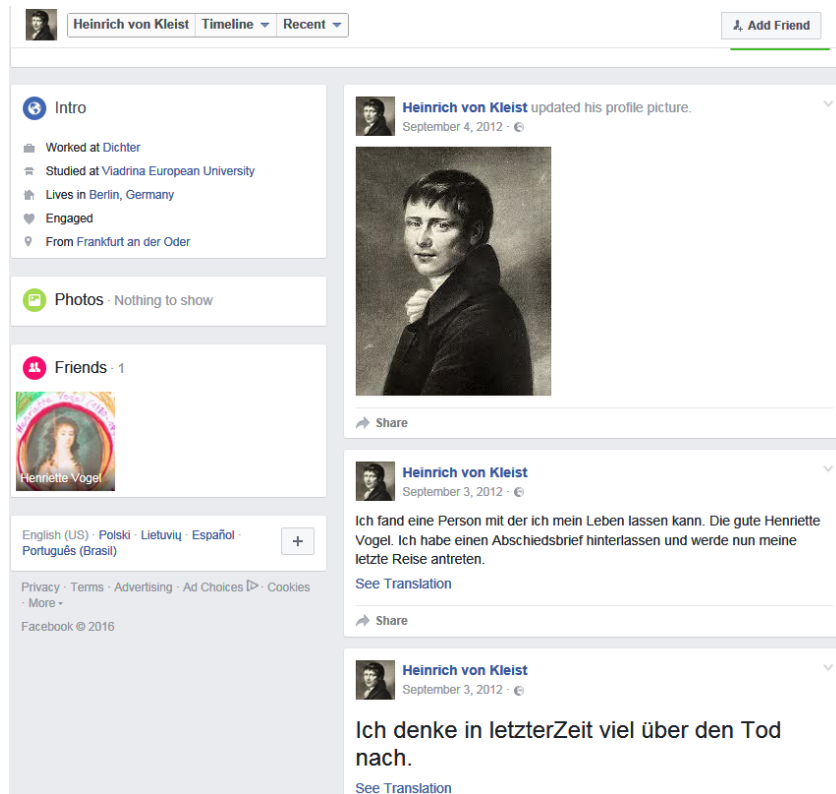 Heinrich von Kleist Timeline Recent Add Friend
Intro
Worked at Dichter
Studied at Viadrina European University
Lives in Berlin, Germany
Engaged
From Frankfurt an der Oder
Photos · Nothing to show
Friends · 1
Henriette Vogel
Henriette Vogel
English (US) · Polski · Lietuvių · Español ·
Português (Brasil)
Privacy · Terms · Advertising · Ad Choices · Cookies
· More
Facebook © 2016
Heinrich von Kleist updated his profile picture.
September 4, 2012 ·
Share
Heinrich von Kleist
September 3, 2012 ·
Ich fand eine Person mit der ich mein Leben lassen kann. Die gute Henriette
Vogel. Ich habe einen Abschiedsbrief hinterlassen und werde nun meine
letzte Reise antreten.
See Translation
Share
Heinrich von Kleist
September 3, 2012 ·
Ich denke in letzterZeit viel über den Tod
nach.
See Translation